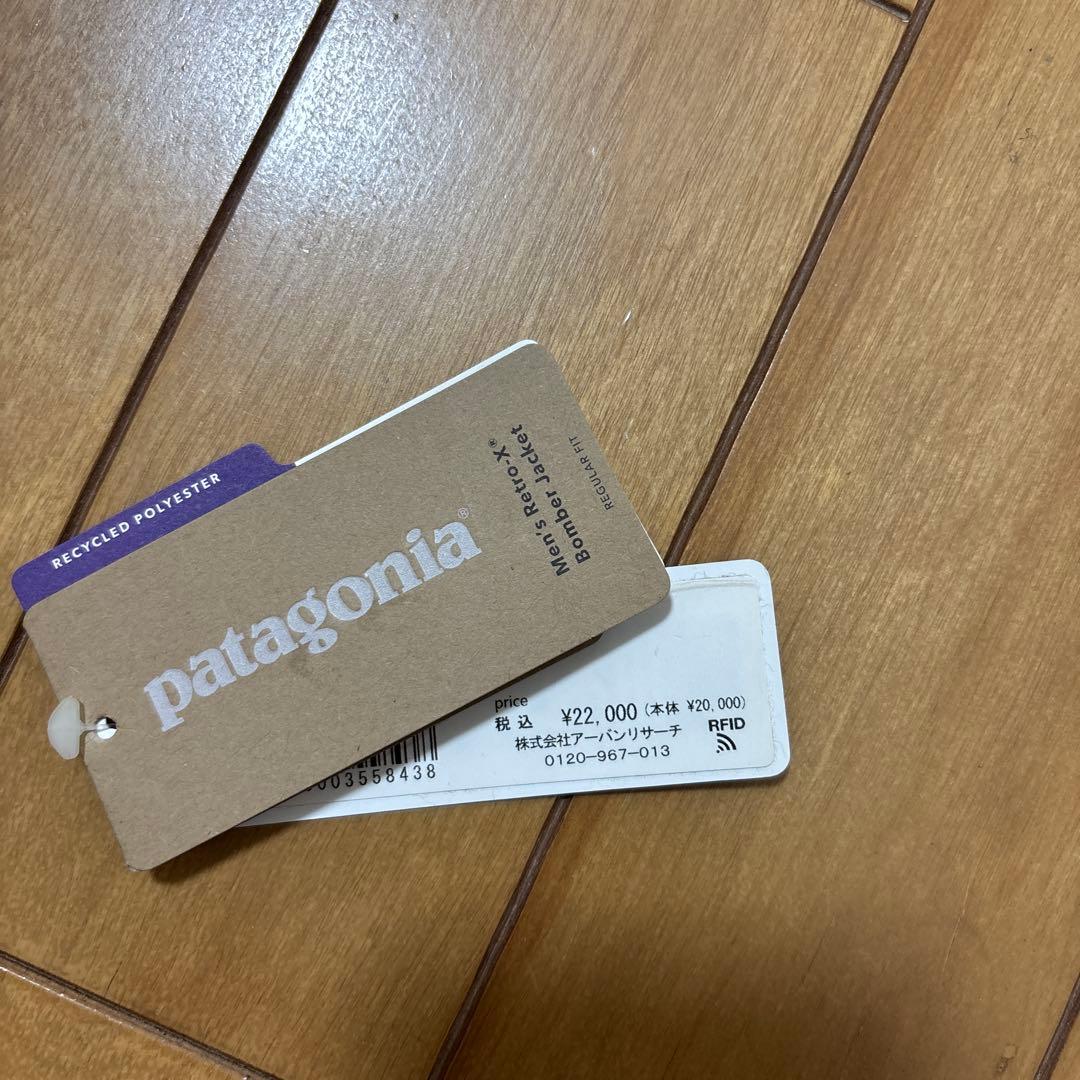 RECYCLED POLYESTER
patagonia®
Men's Retro-X®
Bomber Jacket
REGULAR FIT
price
税込 ¥22,000 (本体 ¥20,000)
株式会社アーバンリサーチ
0120-967-013
RFID
003558438